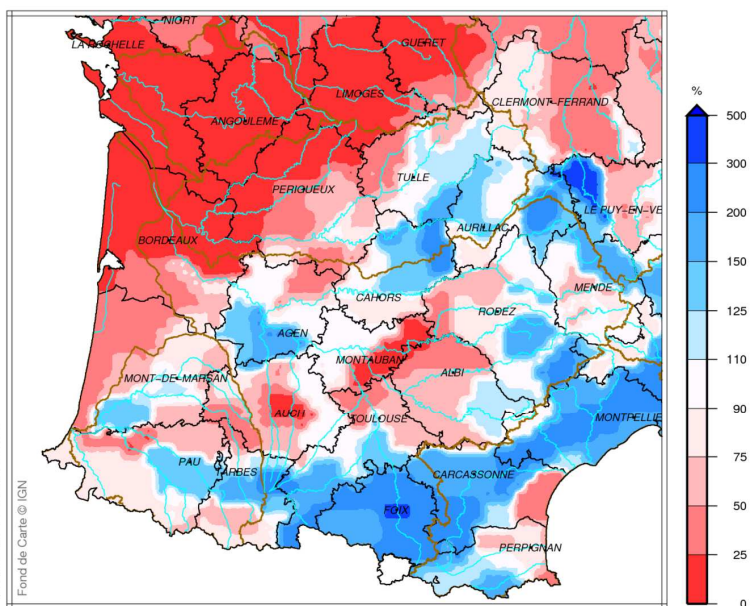 NIORT
LA ROCHELLE
GUERET
%
LIMOGES
CLERMONT-FERRAND
500
ANGOULEME
300
PERIGUEUX
TULLE
200
LE PUY-EN-VE
BORDEAUX
AURILLAC
150
CAHORS
RODEZ
MENDE
125
AGEN
110
MONTAUBAN
ALBI
MONT-DE-MARSAN
90
AUCH
TOULOUSE
MONTPELLIE
75
PAU
TARBES
CARCASSONNE
50
FOIX
25
PERPIGNAN
0
Fond de Carte © IGN